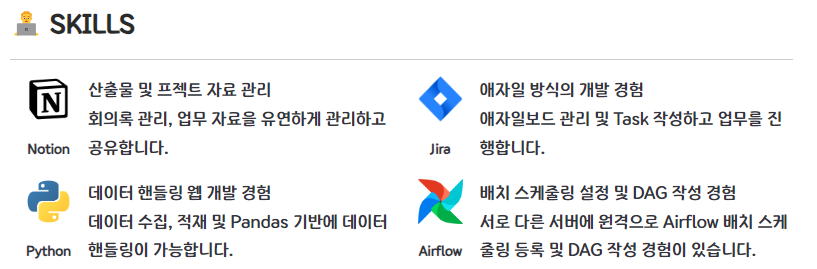 SKILLS
산출물 및 프젝트 자료 관리
회의록 관리, 업무 자료을 유연하게 관리하고
Notion 공유합니다.
애자일 방식의 개발 경험
애자일보드 관리 및 Task 작성하고 업무를 진
Jira 행합니다.
데이터 핸들링 웹 개발 경험
데이터 수집, 적재 및 Pandas 기반에 데이터
Python 핸들링이 가능합니다.
배치 스케줄링 설정 및 DAG 작성 경험
서로 다른 서버에 원격으로 Airflow 배치 스케
Airflow 줄링 등록 및 DAG 작성 경험이 있습니다.